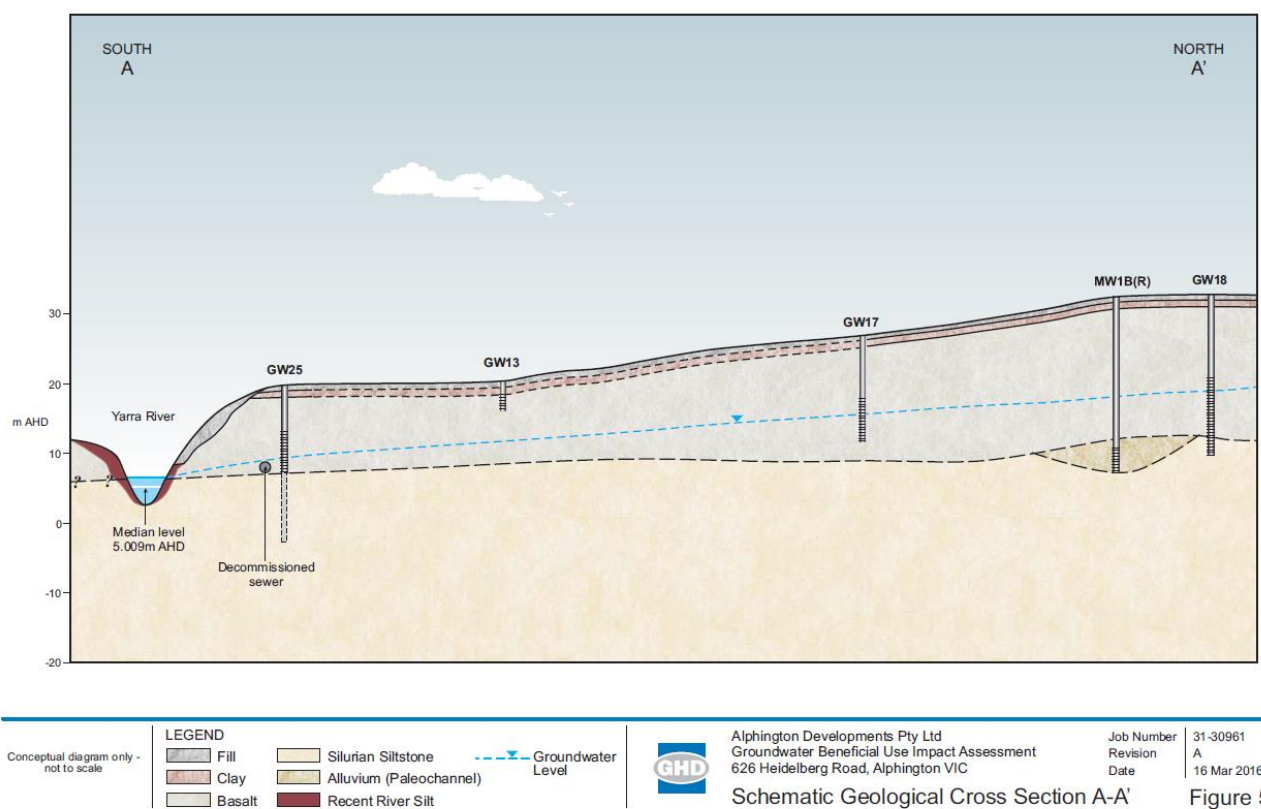 SOUTH
A
NORTH
A'
MW1B(R)
GW18
30
GW17
GW25
GW13
20
m AHD
Yarra River
10
? ?
0
Median level
5.009m AHD
Decommissioned
sewer
-10
-20
Conceptual diagram only -
not to scale
LEGEND
Fill
Clay
Basalt
Silurian Siltstone
Alluvium (Paleochannel)
Recent River Silt
Groundwater
Level
GHD
Alphington Developments Pty Ltd
Groundwater Beneficial Use Impact Assessment
626 Heidelberg Road, Alphington VIC
Schematic Geological Cross Section A-A'
Job Number 31-30961
Revision A
Date 16 Mar 2016
Figure 5